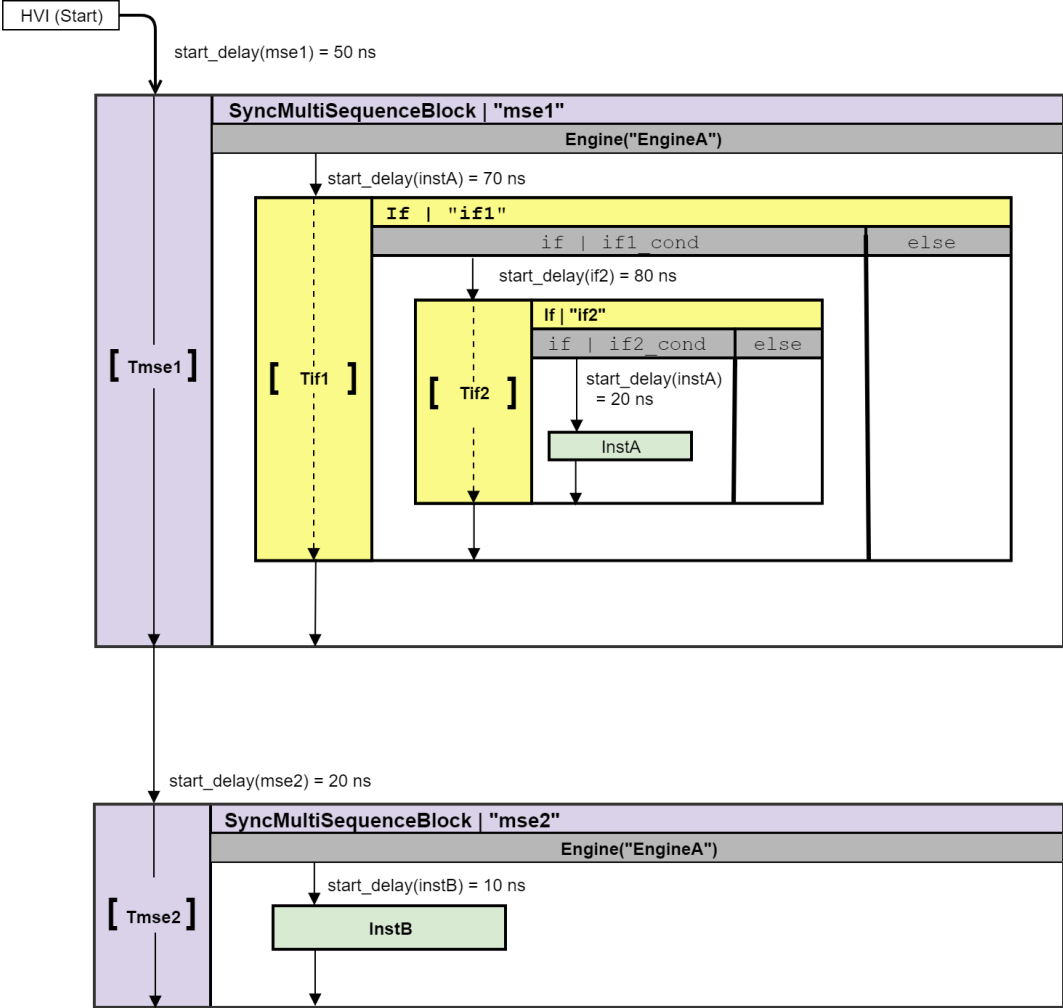 HVI (Start)
start_delay(mse1) = 50 ns
SyncMultiSequenceBlock | "mse1"
Engine("EngineA")
start_delay(instA) = 70 ns
If | "if1"
if | if1_cond
else
start_delay(if2) = 80 ns
If | "if2"
if | if2_cond
else
[ Tmse1 ]
[ Tif1 ]
[ Tif2 ]
start_delay(instA)
= 20 ns
InstA
start_delay(mse2) = 20 ns
SyncMultiSequenceBlock | "mse2"
Engine("EngineA")
start_delay(instB) = 10 ns
[ Tmse2 ]
InstB